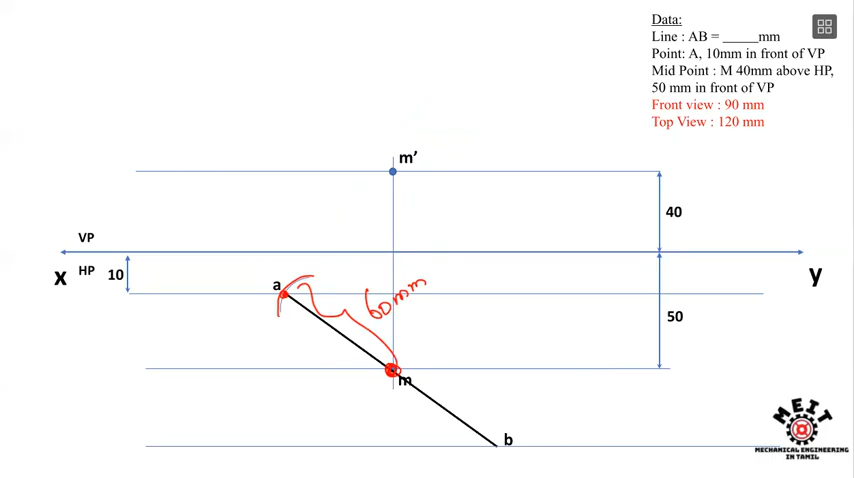 Data:
Line : AB = _____mm
Point: A, 10mm in front of VP
Mid Point : M 40mm above HP,
50 mm in front of VP
Front view : 90 mm
Top View : 120 mm
m’
40
VP
x
HP
10
y
a
60mm
50
m
b
MEIT
MECHANICAL ENGINEERING
IN TAMIL